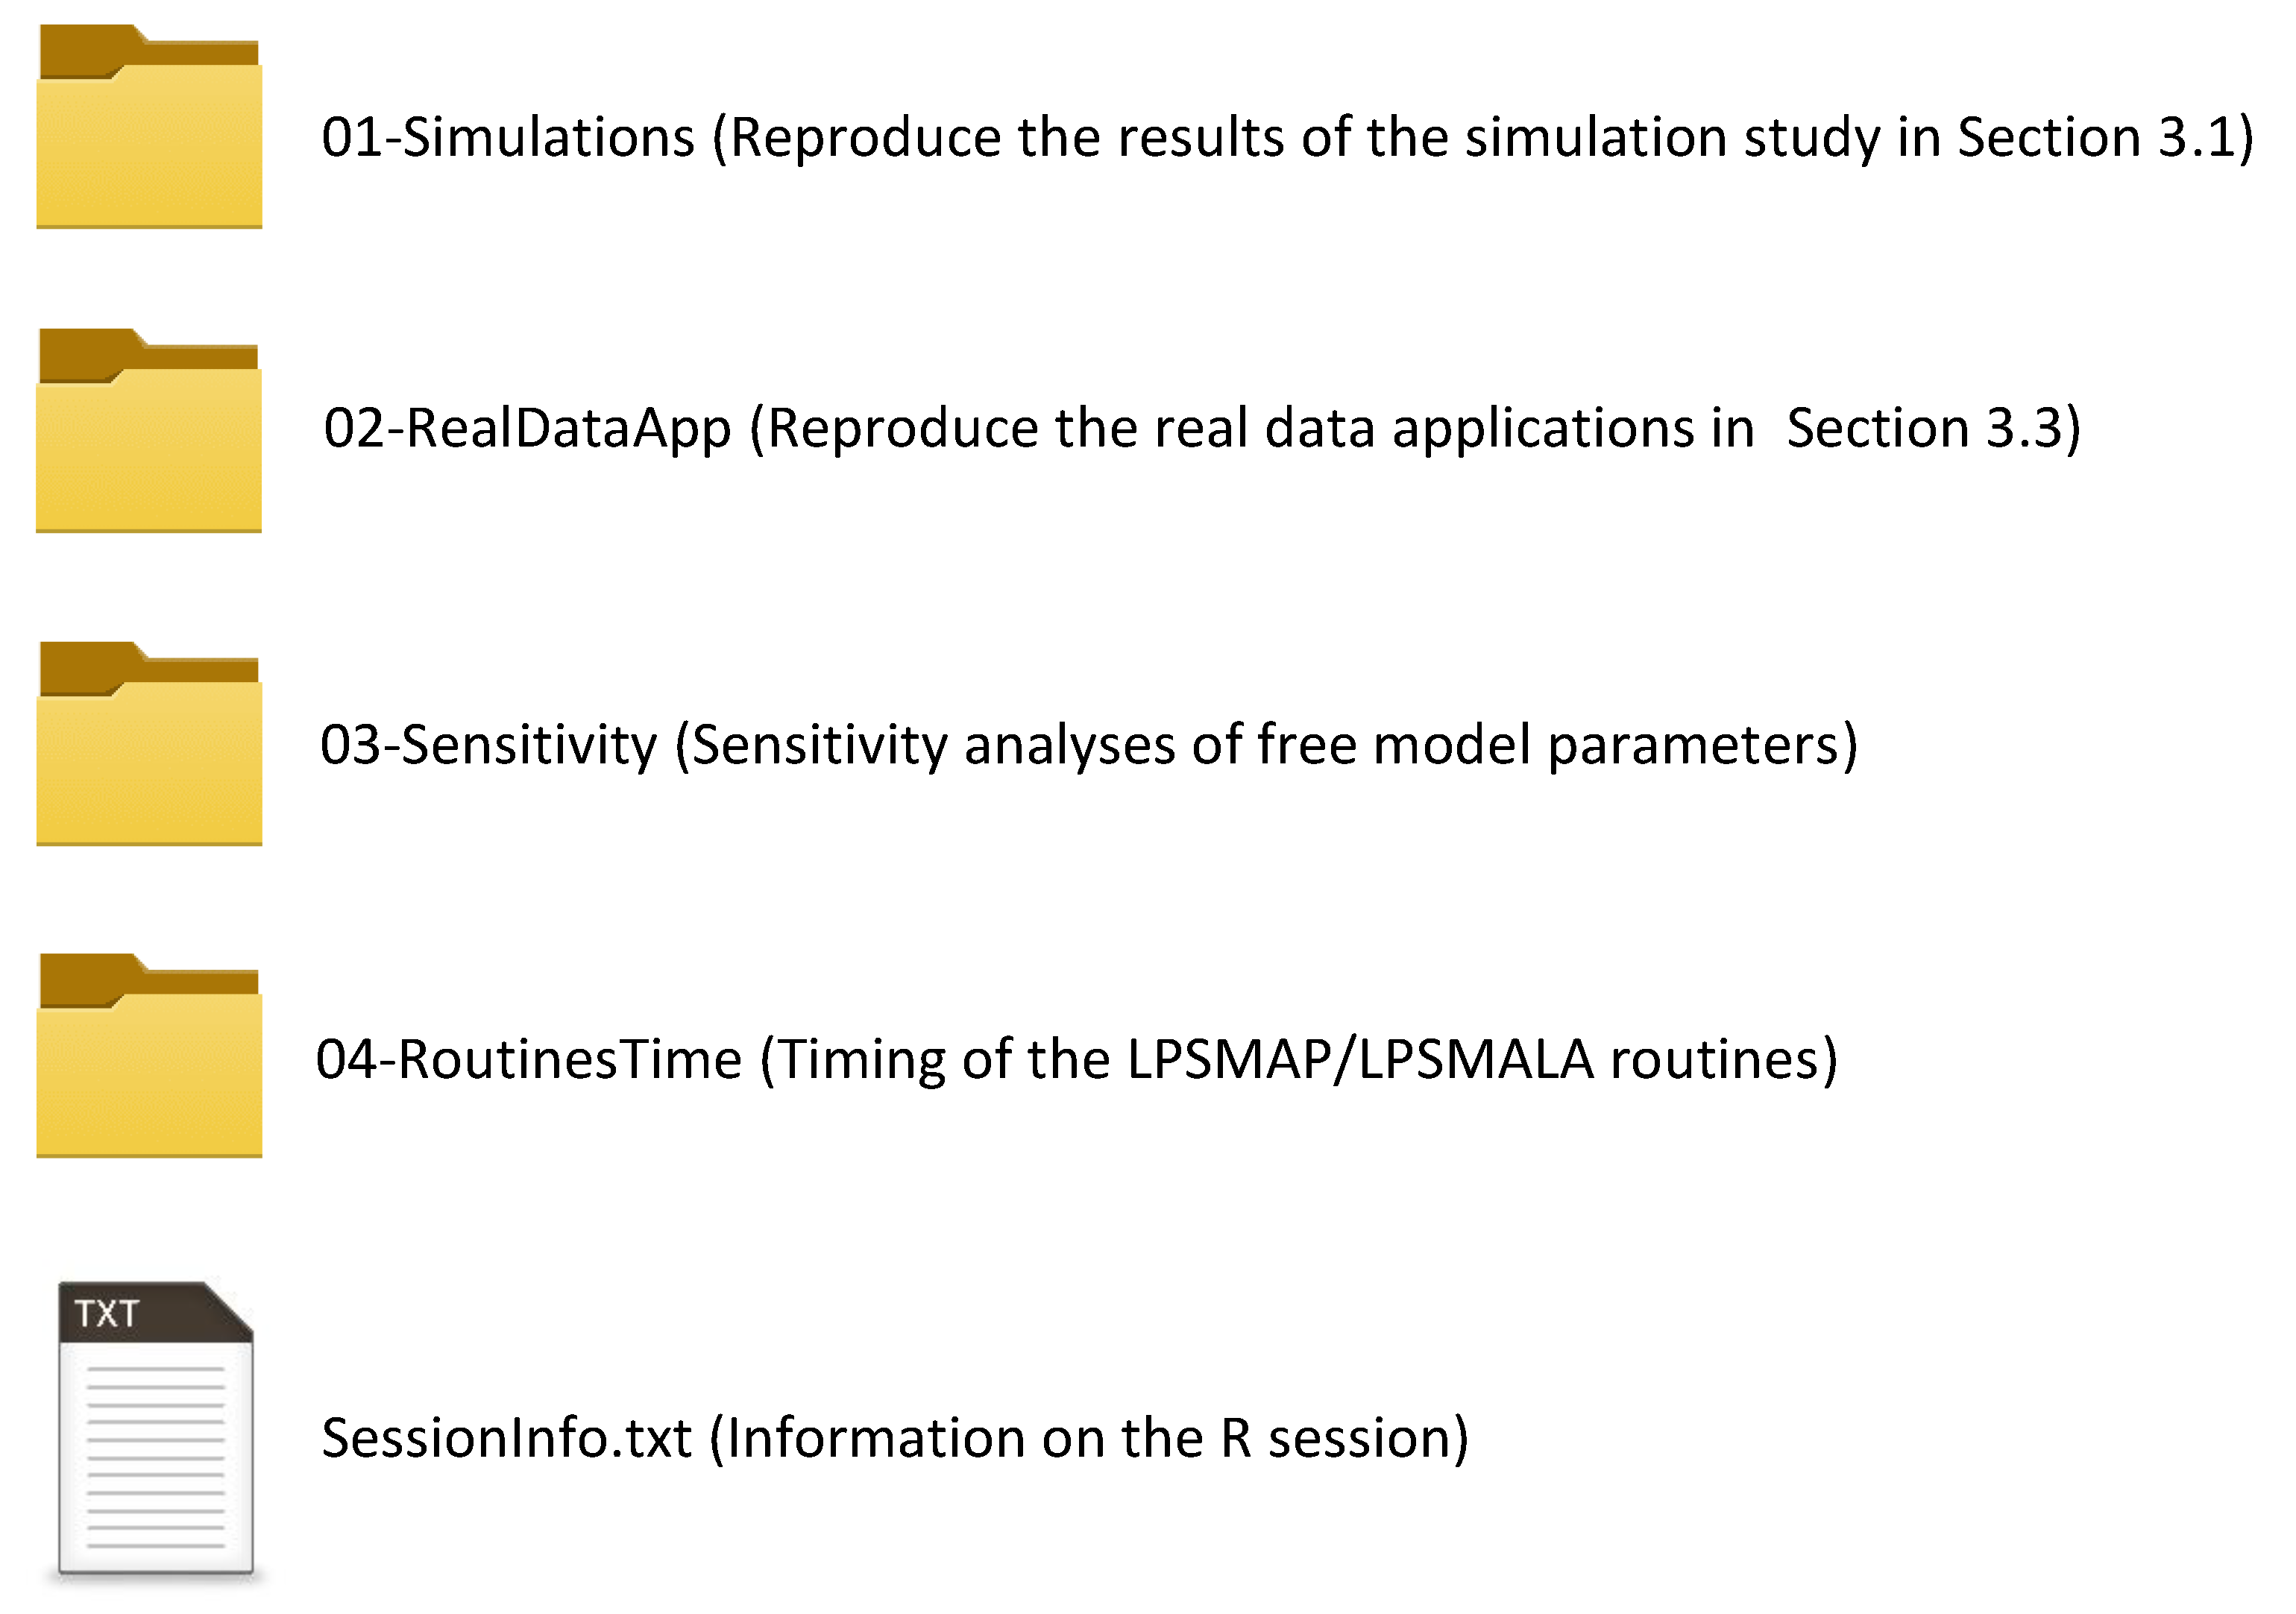 01-Simulations (Reproduce the results of the simulation study in Section 3.1)
02-RealDataApp (Reproduce the real data applications in  Section 3.3)
03-Sensitivity (Sensitivity analyses of free model parameters)
04-RoutinesTime (Timing of the LPSMAP/LPSMALA routines)
TXT
SessionInfo.txt (Information on the R session)